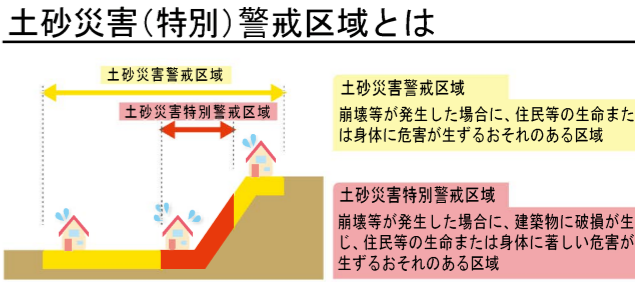 土砂災害(特別)警戒区域とは
土砂災害警戒区域
土砂災害特別警戒区域
土砂災害警戒区域
崩壊等が発生した場合に、住民等の生命また
は身体に危害が生ずるおそれのある区域
土砂災害特別警戒区域
崩壊等が発生した場合に、建築物に破損が生
じ、住民等の生命または身体に著しい危害が
生ずるおそれのある区域